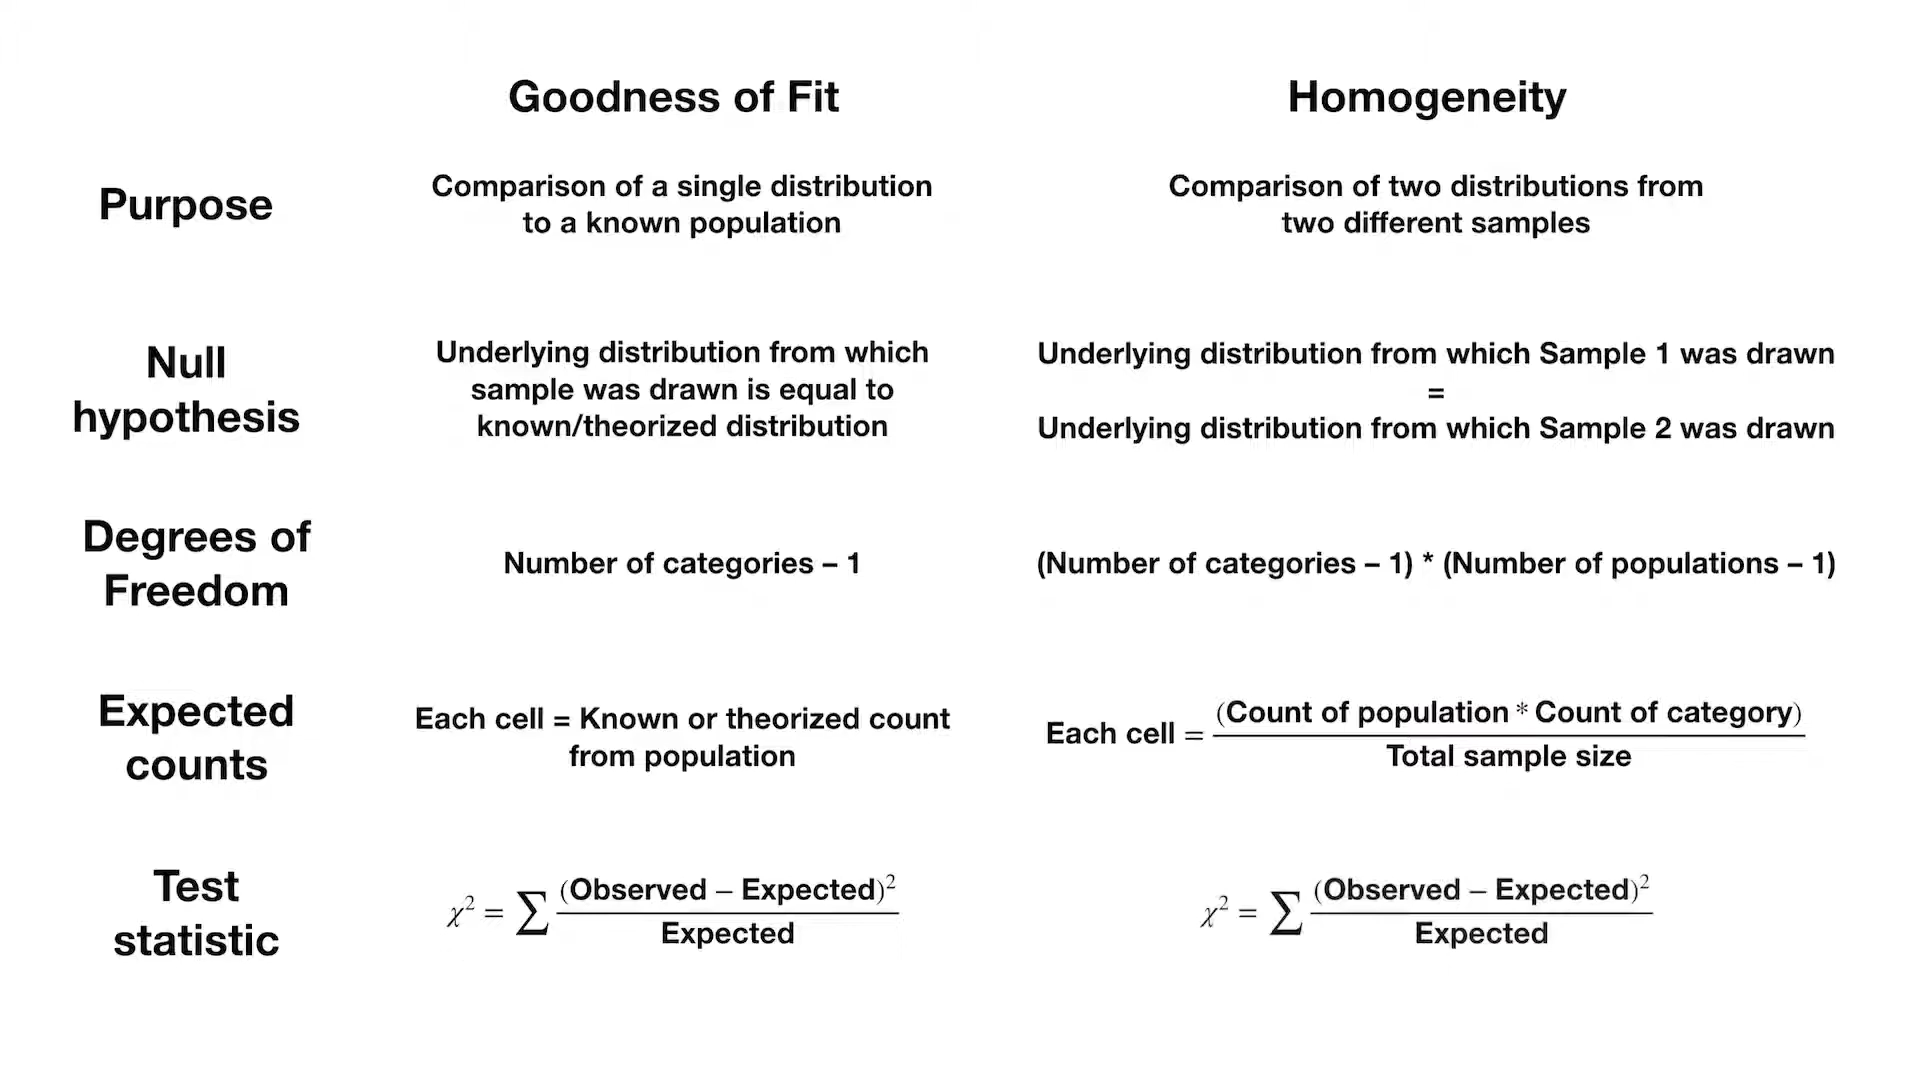 Goodness of Fit
Homogeneity
Purpose
Comparison of a single distribution
to a known population
Comparison of two distributions from
two different samples
Null
hypothesis
Underlying distribution from which
sample was drawn is equal to
known/theorized distribution
Underlying distribution from which Sample 1 was drawn
=
Underlying distribution from which Sample 2 was drawn
Degrees of
Freedom
Number of categories – 1
(Number of categories – 1) * (Number of populations – 1)
Expected
counts
Each cell = Known or theorized count
from population
Each cell = (Count of population * Count of category)
Total sample size
Test
statistic
χ² = ∑ (Observed – Expected)²
Expected
χ² = ∑ (Observed – Expected)²
Expected